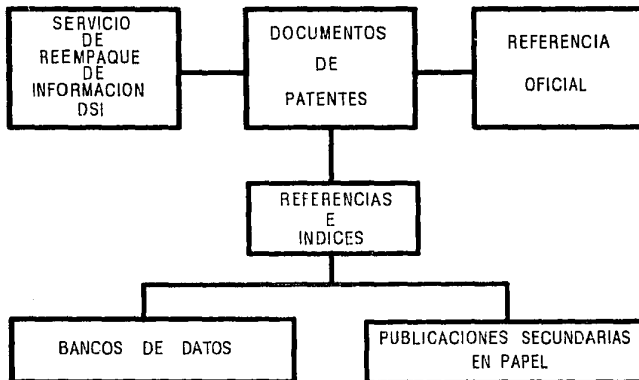 SERVICIO
DE
REEMPAQUE
DE
INFORMACION
DSI
DOCUMENTOS
DE
PATENTES
REFERENCIA
OFICIAL
REFERENCIAS
E
INDICES
BANCOS DE DATOS
PUBLICACIONES SECUNDARIAS
EN PAPEL